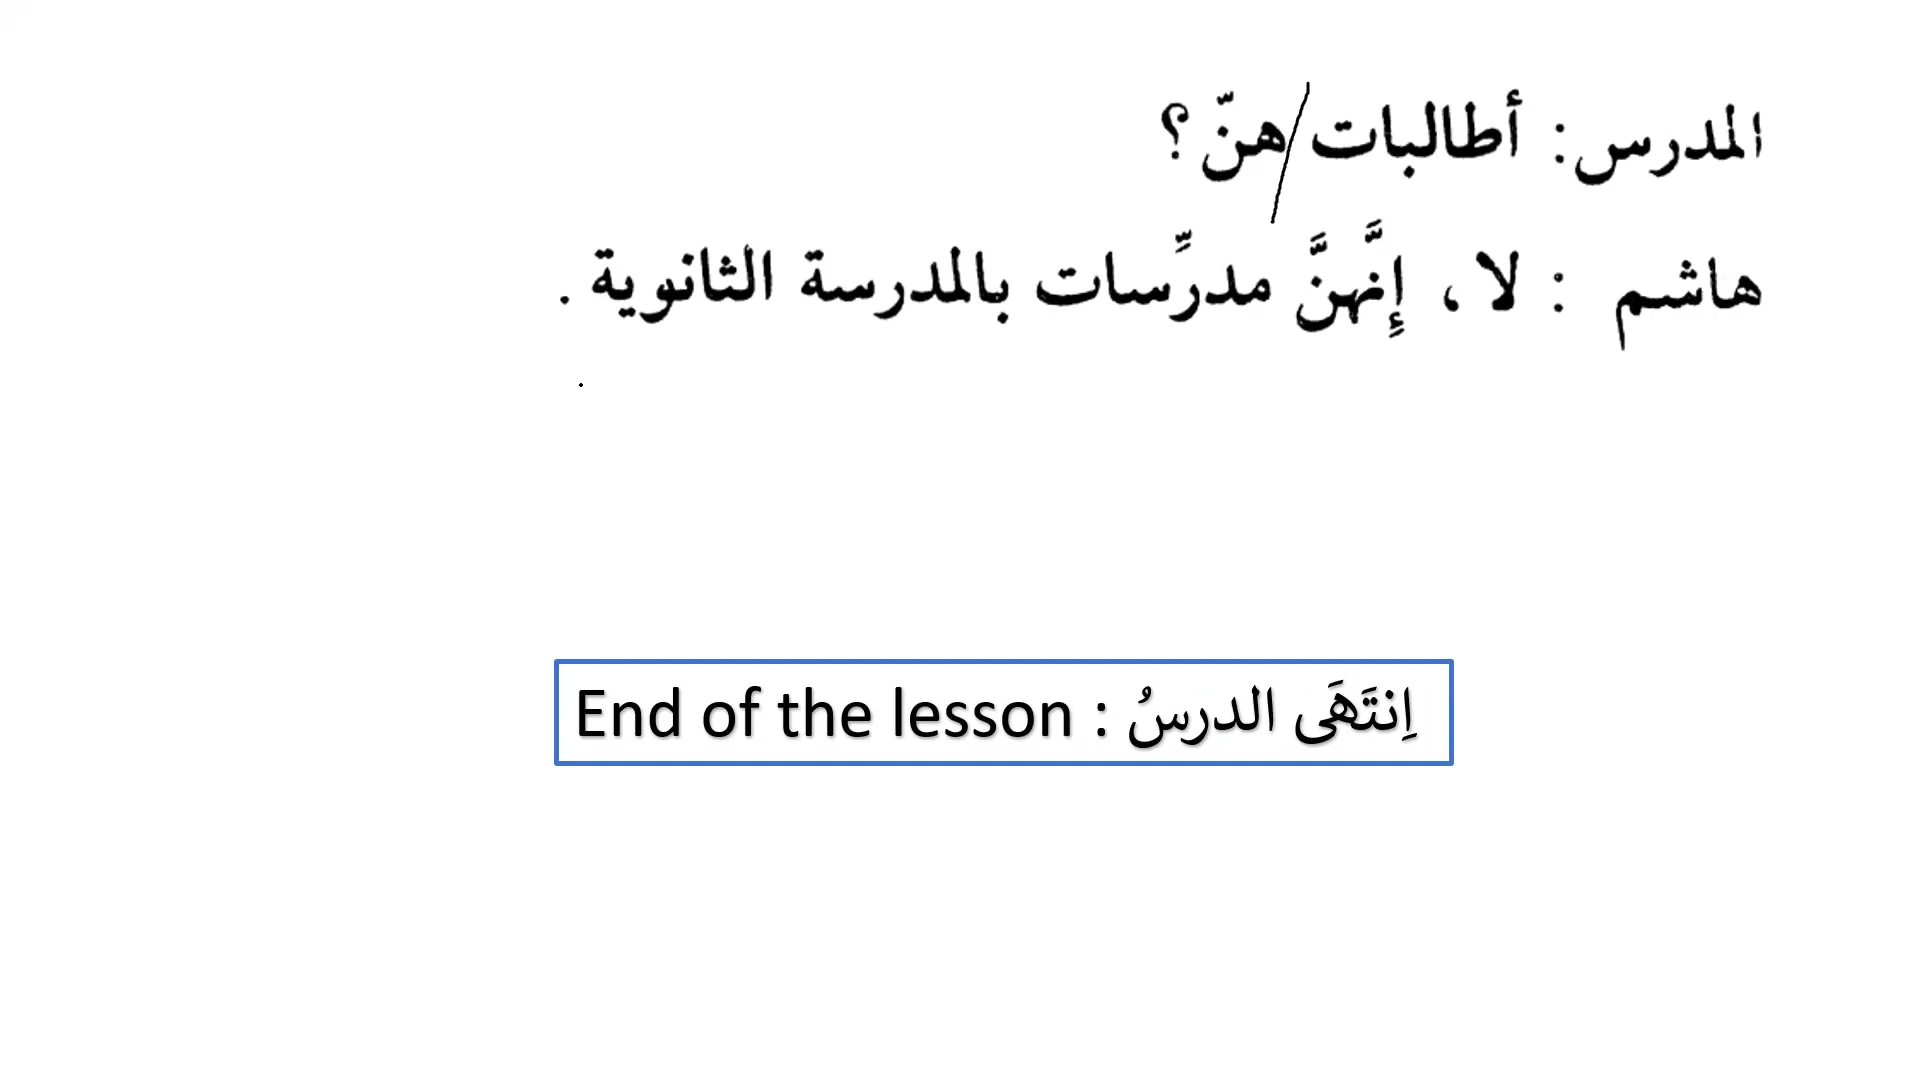 المدرس: أطالبات / هنّ ؟
هاشم : لا ، إِنَّهنَّ مدرِّسات بالمدرسة الثانوية .
اِنتَهَى الدرسُ : End of the lesson